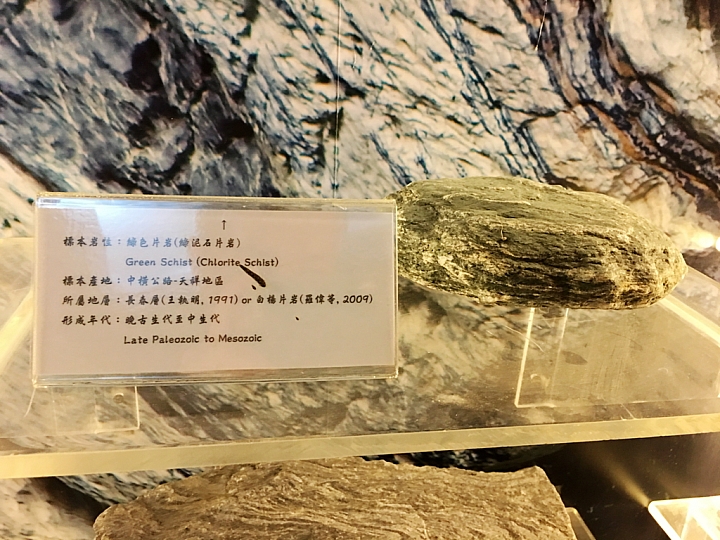 ↑
標本岩性：綠色片岩(王執明綠泥石片岩)
Green Schist (Chlorite Schist)
標本產地：中橫公路-天祥地區
所屬地層：長春層(王執明, 1991) or 白楊片岩(羅偉等, 2009)
形成年代：晚古生代至中生代
Late Paleozoic to Mesozoic